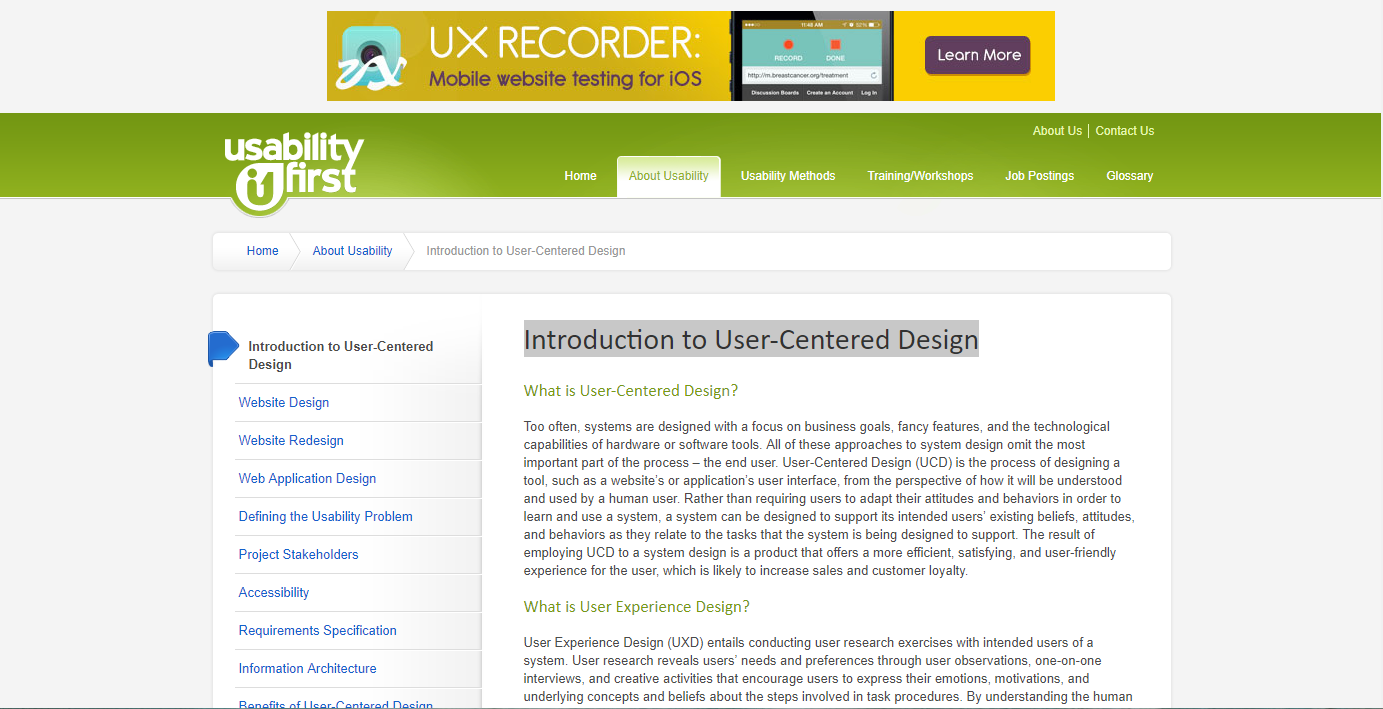 UX RECORDER:
Mobile website testing for iOS
11:48 AM 52%
RECORD DONE
http://m.breastcancer.org/treatment
Discussion Boards Create an Account Log In
Learn More
About Us | Contact Us
usability
first
Home About Usability Usability Methods Training/Workshops Job Postings Glossary
Home About Usability Introduction to User-Centered Design
Introduction to User-Centered
Design
Website Design
Website Redesign
Web Application Design
Defining the Usability Problem
Project Stakeholders
Accessibility
Requirements Specification
Information Architecture
Benefits of User-Centered Design
Introduction to User-Centered Design
What is User-Centered Design?
Too often, systems are designed with a focus on business goals, fancy features, and the technological
capabilities of hardware or software tools. All of these approaches to system design omit the most
important part of the process – the end user. User-Centered Design (UCD) is the process of designing a
tool, such as a website’s or application’s user interface, from the perspective of how it will be understood
and used by a human user. Rather than requiring users to adapt their attitudes and behaviors in order to
learn and use a system, a system can be designed to support its intended users’ existing beliefs, attitudes,
and behaviors as they relate to the tasks that the system is being designed to support. The result of
employing UCD to a system design is a product that offers a more efficient, satisfying, and user-friendly
experience for the user, which is likely to increase sales and customer loyalty.
What is User Experience Design?
User Experience Design (UXD) entails conducting user research exercises with intended users of a
system. User research reveals users’ needs and preferences through user observations, one-on-one
interviews, and creative activities that encourage users to express their emotions, motivations, and
underlying concepts and beliefs about the steps involved in task procedures. By understanding the human